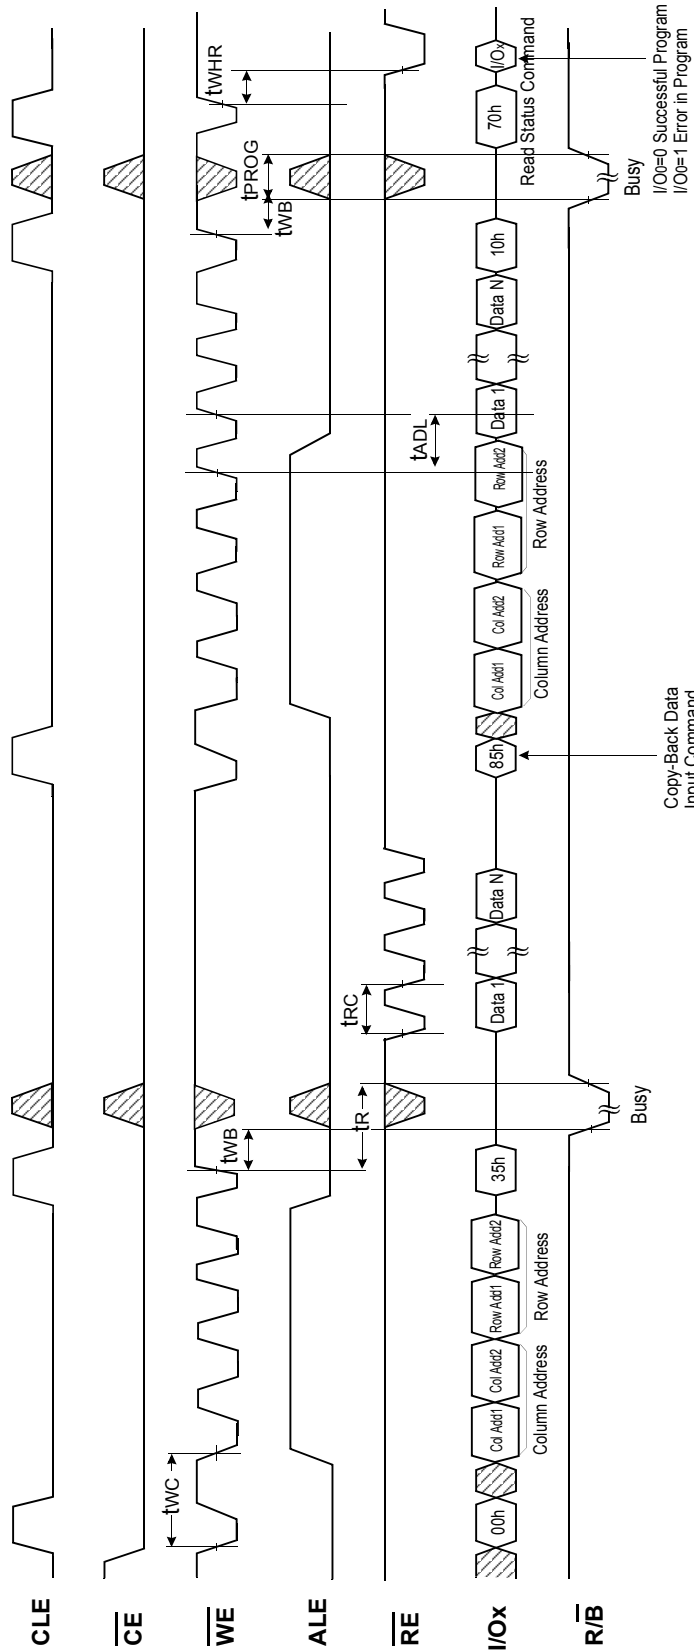 CLE
CE
WE
ALE
RE
I/Ox
R/B
tWC
tWB
tWB
tPROG
tWHR
tR
tRC
tADL
00h
Col Add1
Col Add2
Row Add1
Row Add2
35h
Data 1
Data N
85h
Col Add1
Col Add2
Row Add1
Row Add2
Data 1
Data N
10h
70h
I/Ox
Column Address
Row Address
Column Address
Row Address
Read Status Command
Busy
Busy
Copy-Back Data
Input Command
I/O0=0 Successful Program
I/O0=1 Error in Program